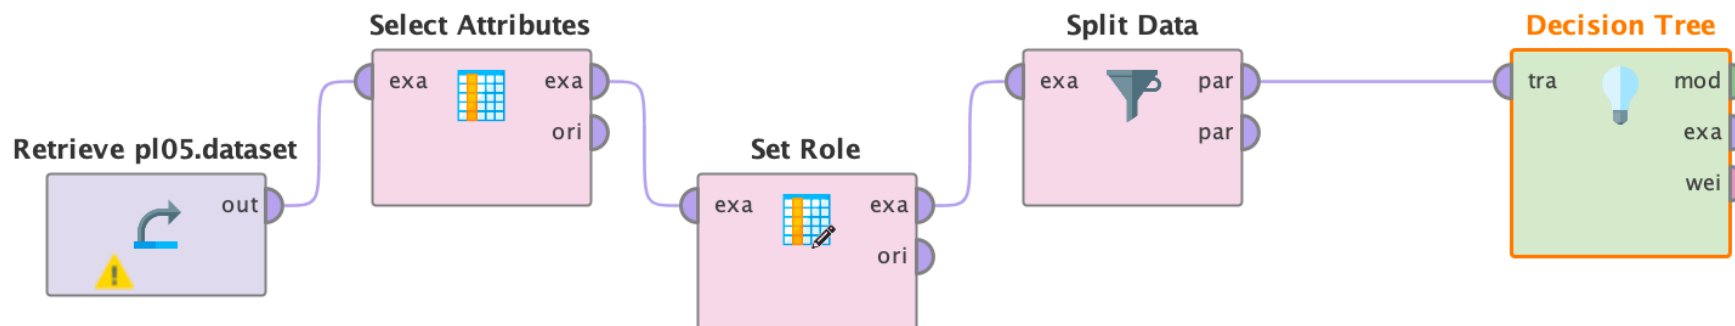 Retrieve pl05.dataset
out
Select Attributes
exa exa
ori
Set Role
exa exa
ori
Split Data
exa par
par
Decision Tree
tra mod
exa
wei